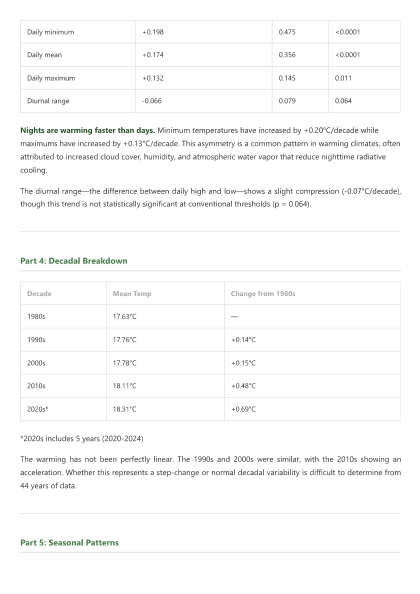 Daily minimum +0.198 0.475 <0.0001
Daily mean +0.174 0.356 <0.0001
Daily maximum +0.132 0.145 0.011
Diurnal range -0.066 0.079 0.064
Nights are warming faster than days. Minimum temperatures have increased by +0.20°C/decade while
maximums have increased by +0.13°C/decade. This asymmetry is a common pattern in warming climates, often
attributed to increased cloud cover, humidity, and atmospheric water vapor that reduce nighttime radiative
cooling.
The diurnal range—the difference between daily high and low—shows a slight compression (-0.07°C/decade),
though this trend is not statistically significant at conventional thresholds (p = 0.064).
Part 4: Decadal Breakdown
Decade Mean Temp Change from 1980s
1980s 17.63°C —
1990s 17.76°C +0.14°C
2000s 17.78°C +0.15°C
2010s 18.11°C +0.48°C
2020s* 18.31°C +0.69°C
*2020s includes 5 years (2020-2024)
The warming has not been perfectly linear. The 1990s and 2000s were similar, with the 2010s showing an
acceleration. Whether this represents a step-change or normal decadal variability is difficult to determine from
44 years of data.
Part 5: Seasonal Patterns